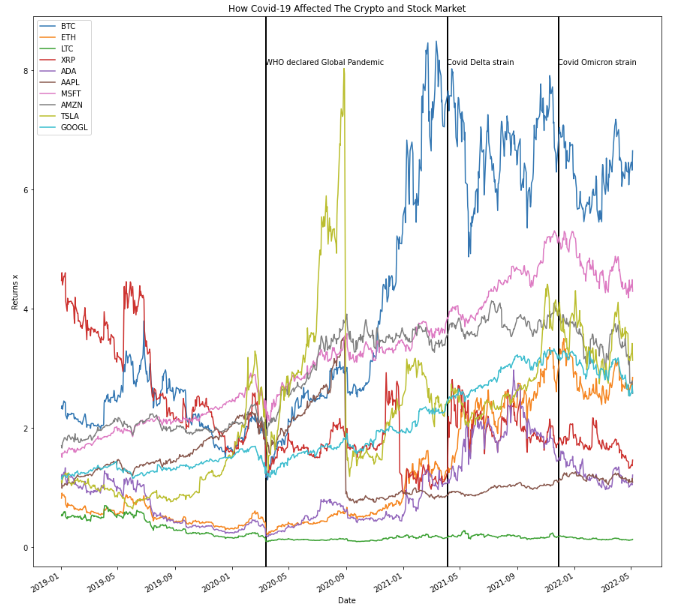 How Covid-19 Affected The Crypto and Stock Market
BTC
ETH
LTC
XRP
ADA
AAPL
MSFT
AMZN
TSLA
GOOGL
WHO declared Global Pandemic
Covid Delta strain
Covid Omicron strain
8
6
4
2
0
Returns x
2019-01
2019-05
2019-09
2020-01
2020-05
2020-09
2021-01
2021-05
2021-09
2022-01
2022-05
Date